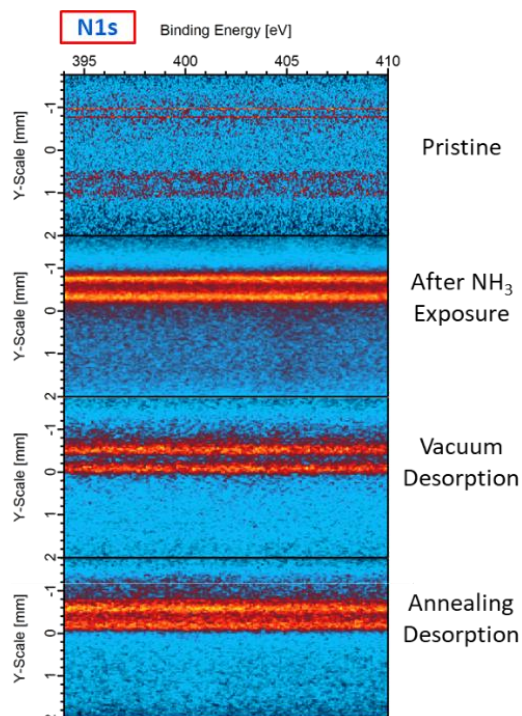 N1s
Binding Energy [eV]
395 400 405 410
Y-Scale [mm]
-1
0
1
2
Pristine
Y-Scale [mm]
-1
0
1
2
After NH₃
Exposure
Y-Scale [mm]
-1
0
1
2
Vacuum
Desorption
Y-Scale [mm]
-1
0
1
Annealing
Desorption